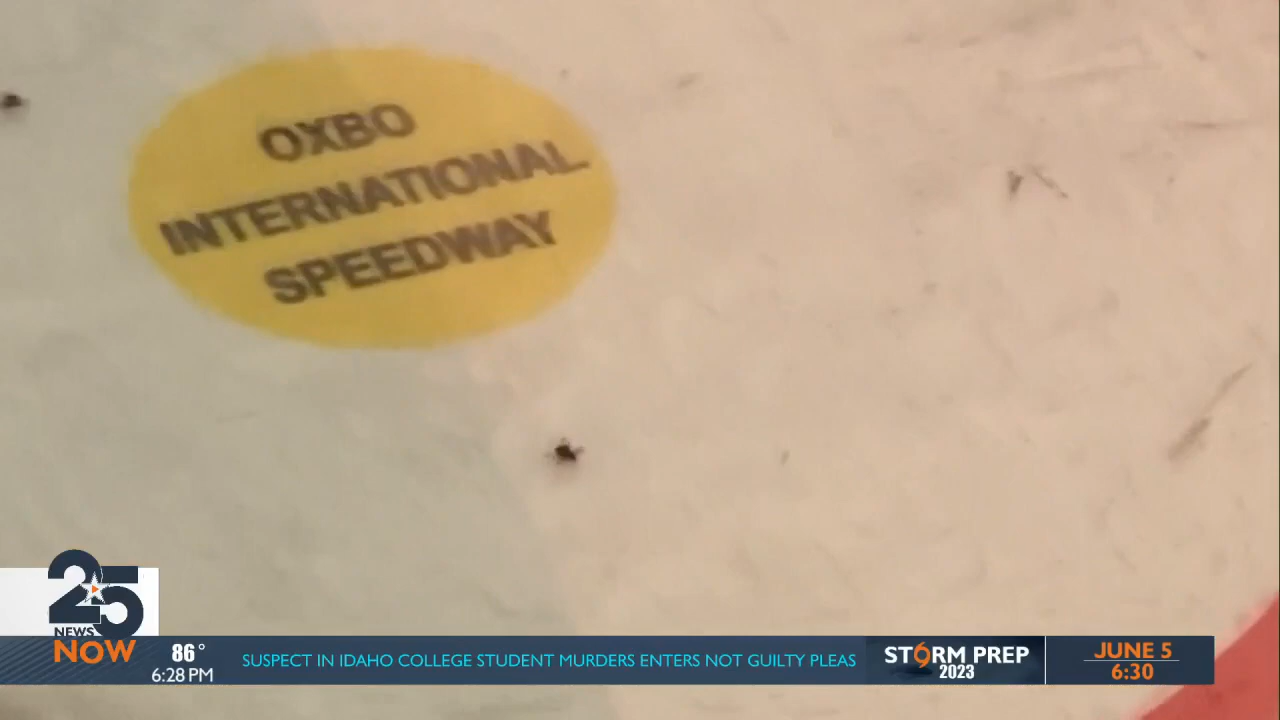 OXBO
INTERNATIONAL
SPEEDWAY
25
NEWS
NOW
86°
6:28 PM
SUSPECT IN IDAHO COLLEGE STUDENT MURDERS ENTERS NOT GUILTY PLEAS
STORM PREP
2023
JUNE 5
6:30